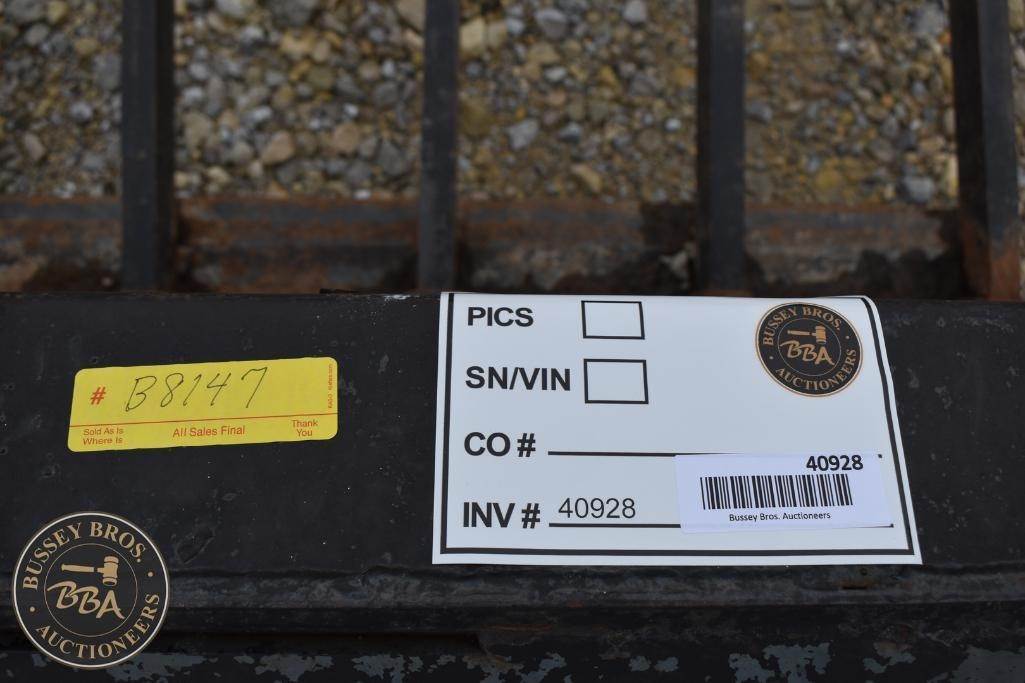 # B8147
Sold As Is
Where Is
All Sales Final
Thank
You
PICS
SN/VIN
CO #
INV # 40928
BUSSEY BROS.
BBA
AUCTIONEERS
40928
Bussey Bros. Auctioneers
BUSSEY BROS.
BBA
AUCTIONEERS